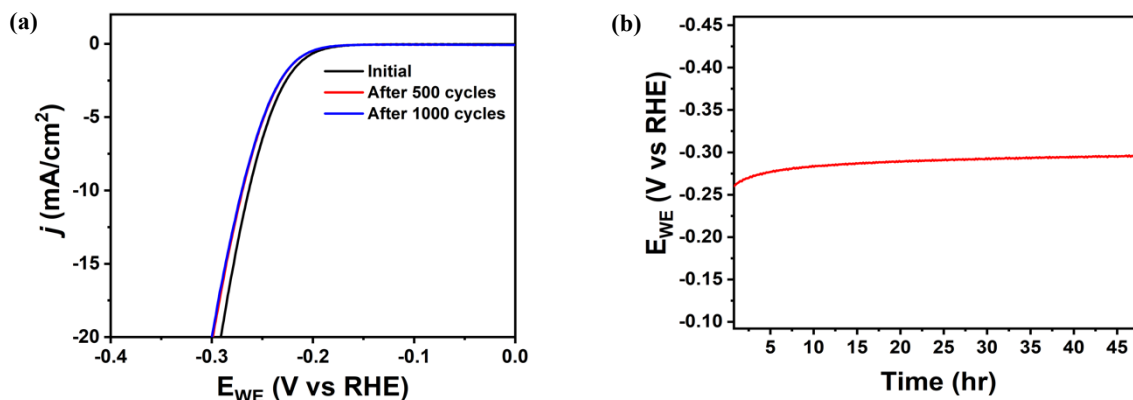 (a)
0
-5
-10
-15
-20
j (mA/cm²)
Initial
After 500 cycles
After 1000 cycles
-0.4 -0.3 -0.2 -0.1 0.0
E_WE (V vs RHE)
(b)
-0.45
-0.40
-0.35
-0.30
-0.25
-0.20
-0.15
-0.10
E_WE (V vs RHE)
5 10 15 20 25 30 35 40 45
Time (hr)